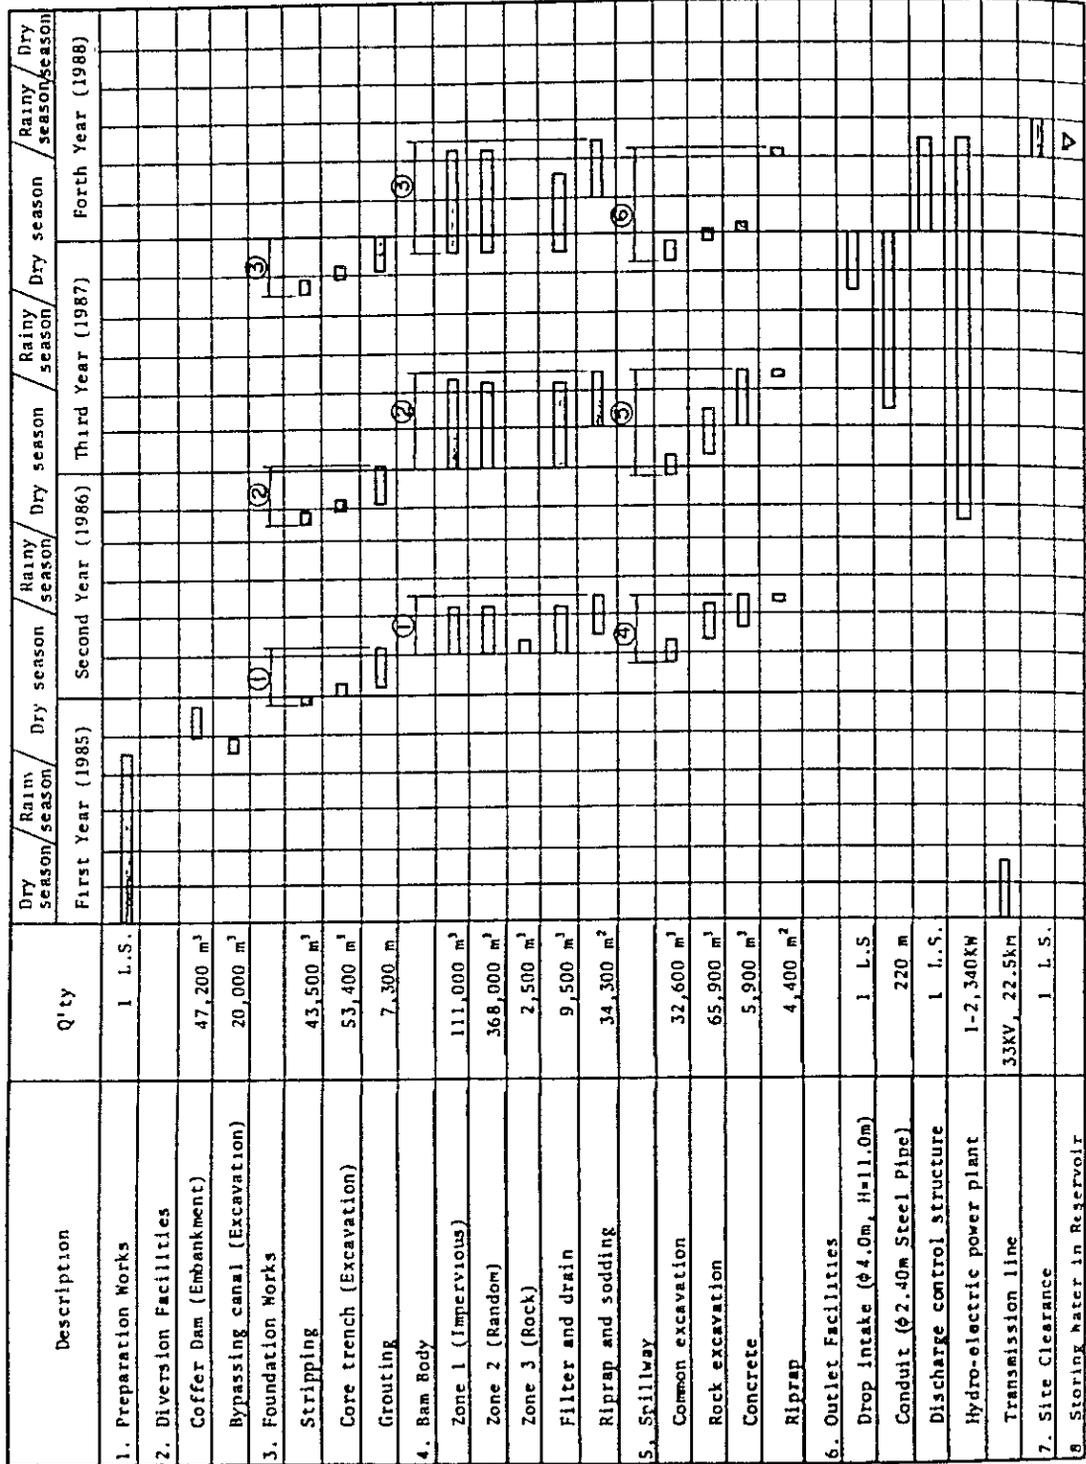 Description
Q'ty
Dry season
Rainy season
Dry season
Rainy season
Dry season
Rainy season
Dry season
Rainy season
Dry season
First Year (1985)
Second Year (1986)
Third Year (1987)
Forth Year (1988)
1. Preparation Works 1 L.S.
2. Diversion Facilities
Coffer Dam (Embankment) 47,200 m³
Bypassing canal (Excavation) 20,000 m³
3. Foundation Works
① ② ③
Stripping 43,500 m³
Core trench (Excavation) 53,400 m³
Grouting 7,300 m
4. Bam Body
① ② ③
Zone 1 (Impervious) 111,000 m³
Zone 2 (Random) 368,000 m³
Zone 3 (Rock) 2,500 m³
Filter and drain 9,500 m³
Riprap and sodding 34,300 m²
5. Spillway
④ ⑤ ⑥
Common excavation 32,600 m³
Rock excavation 65,900 m³
Concrete 5,900 m³
Riprap 4,400 m²
6. Outlet Facilities
Drop intake (φ4.0m, H=11.0m) 1 L.S
Conduit (φ 2.40m Steel Pipe) 220 m
Discharge control structure 1 L.S.
Hydro-electric power plant 1-2,340KW
Transmission line 33KV, 22.5km
7. Site Clearance 1 L.S.
8 Storing Water in Reservoir